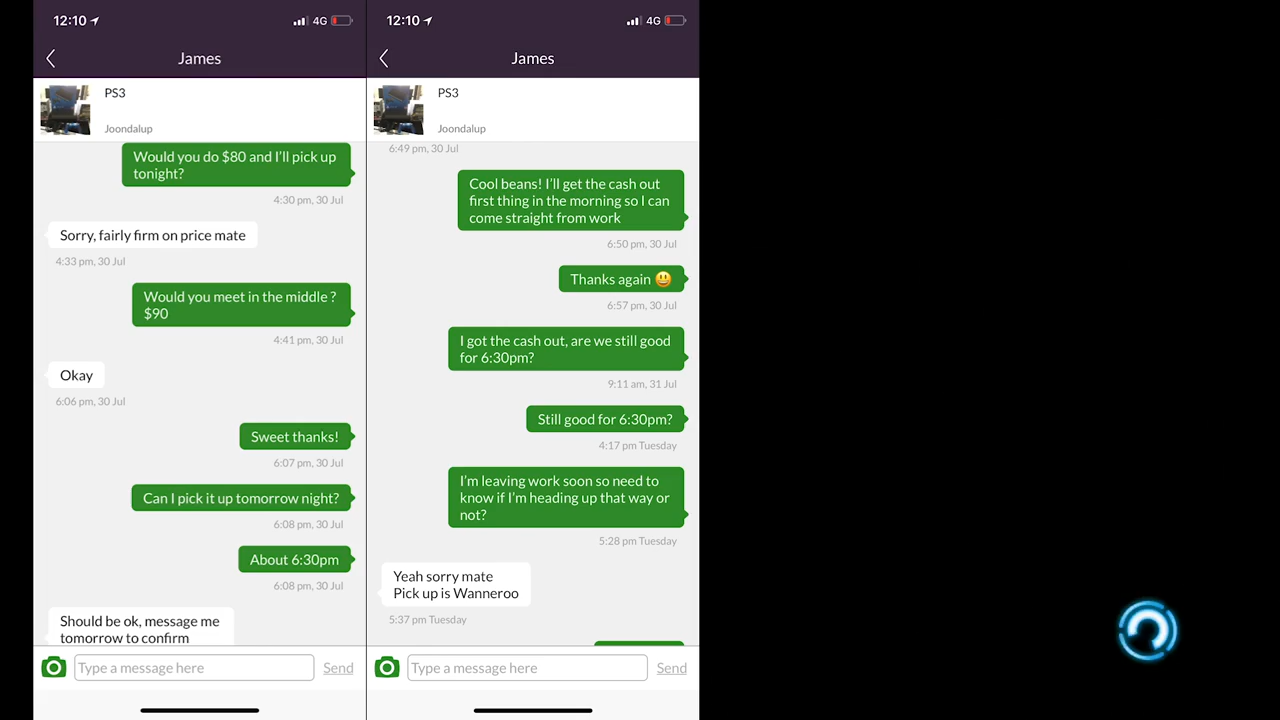 12:10
4G
James
PS3
Joondalup
Would you do $80 and I'll pick up
tonight?
4:30 pm, 30 Jul
Sorry, fairly firm on price mate
4:33 pm, 30 Jul
Would you meet in the middle ?
$90
4:41 pm, 30 Jul
Okay
6:06 pm, 30 Jul
Sweet thanks!
6:07 pm, 30 Jul
Can I pick it up tomorrow night?
6:08 pm, 30 Jul
About 6:30pm
6:08 pm, 30 Jul
Should be ok, message me
tomorrow to confirm
Type a message here
Send
12:10
4G
James
PS3
Joondalup
6:49 pm, 30 Jul
Cool beans! I'll get the cash out
first thing in the morning so I can
come straight from work
6:50 pm, 30 Jul
Thanks again 😃
6:57 pm, 30 Jul
I got the cash out, are we still good
for 6:30pm?
9:11 am, 31 Jul
Still good for 6:30pm?
4:17 pm Tuesday
I'm leaving work soon so need to
know if I'm heading up that way or
not?
5:28 pm Tuesday
Yeah sorry mate
Pick up is Wanneroo
5:37 pm Tuesday
Type a message here
Send